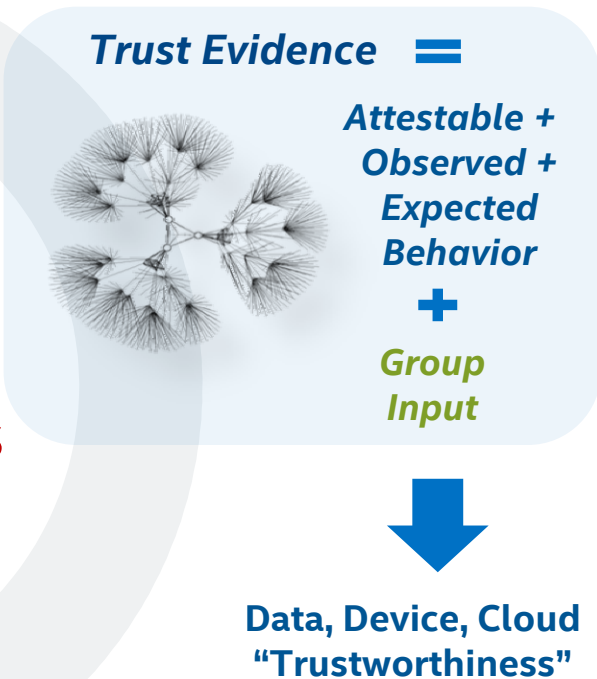 Trust Evidence =
Attestable +
Observed +
Expected
Behavior
+
Group
Input
Data, Device, Cloud
“Trustworthiness”